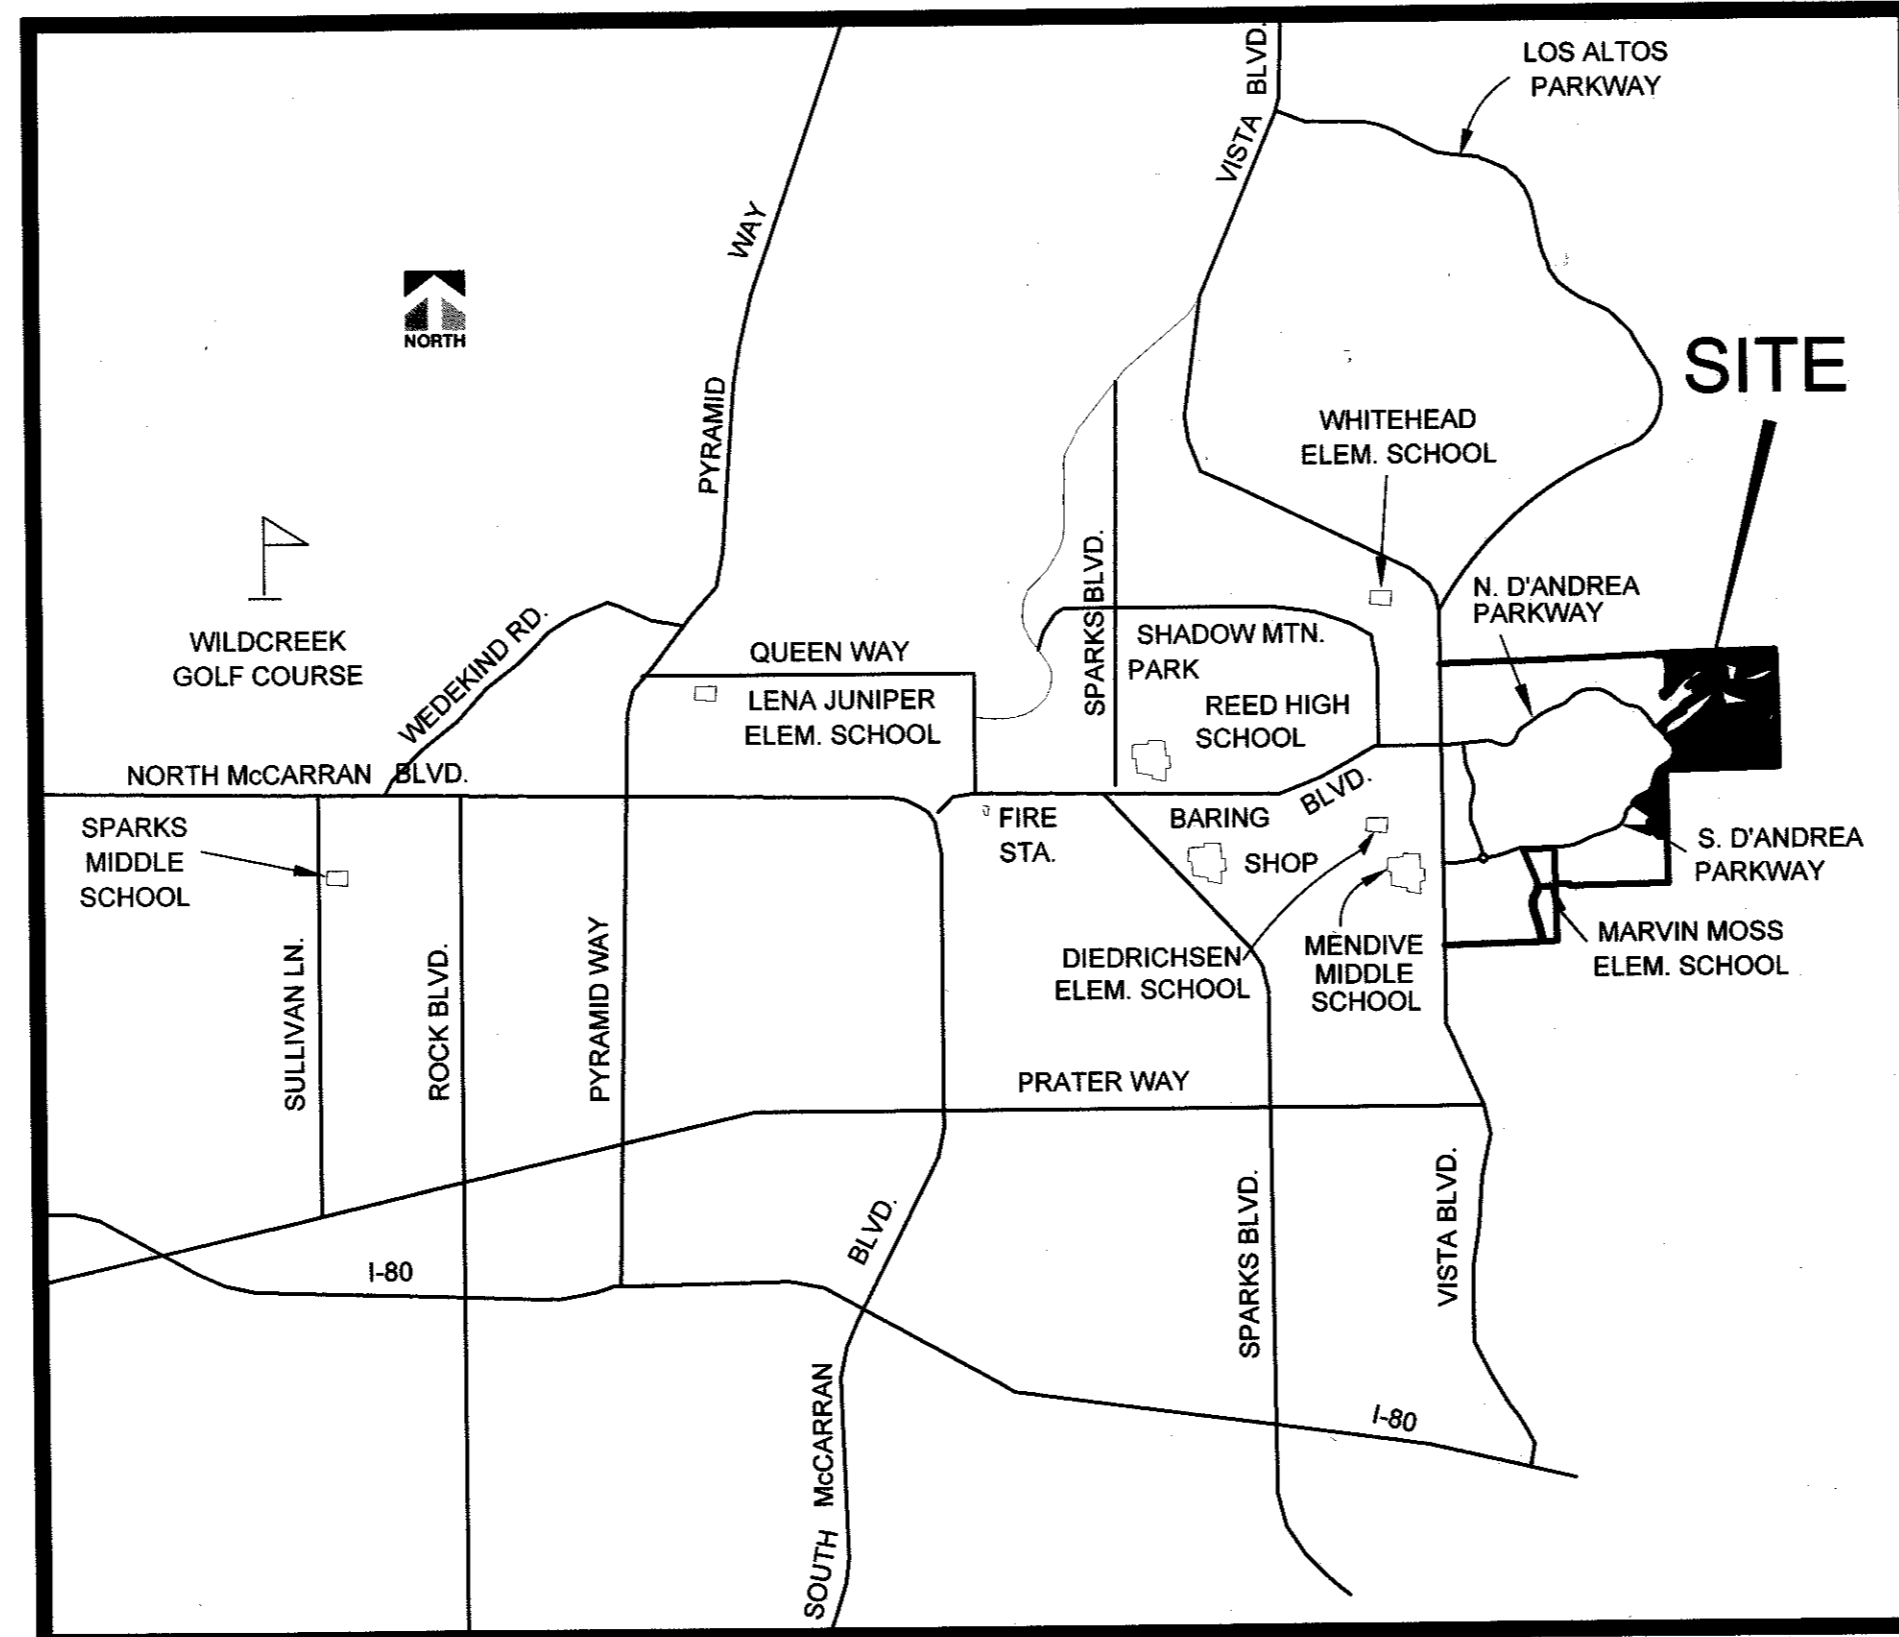 BLVD.
VISTA
LOS ALTOS
PARKWAY
WAY
NORTH
PYRAMID
SITE
WHITEHEAD
ELEM. SCHOOL
SPARKS BLVD.
N. D'ANDREA
PARKWAY
WILDCREEK
GOLF COURSE
WEDEKIND RD.
QUEEN WAY
SHADOW MTN.
PARK
LENA JUNIPER
ELEM. SCHOOL
REED HIGH
SCHOOL
NORTH McCARRAN BLVD.
BARING BLVD.
FIRE
STA.
SHOP
SPARKS
MIDDLE
SCHOOL
S. D'ANDREA
PARKWAY
DIEDRICHSEN
ELEM. SCHOOL
MENDIVE
MIDDLE
SCHOOL
MARVIN MOSS
ELEM. SCHOOL
SULLIVAN LN.
ROCK BLVD.
PYRAMID WAY
PRATER WAY
I-80
BLVD.
SPARKS BLVD.
VISTA BLVD.
SOUTH McCARRAN
I-80